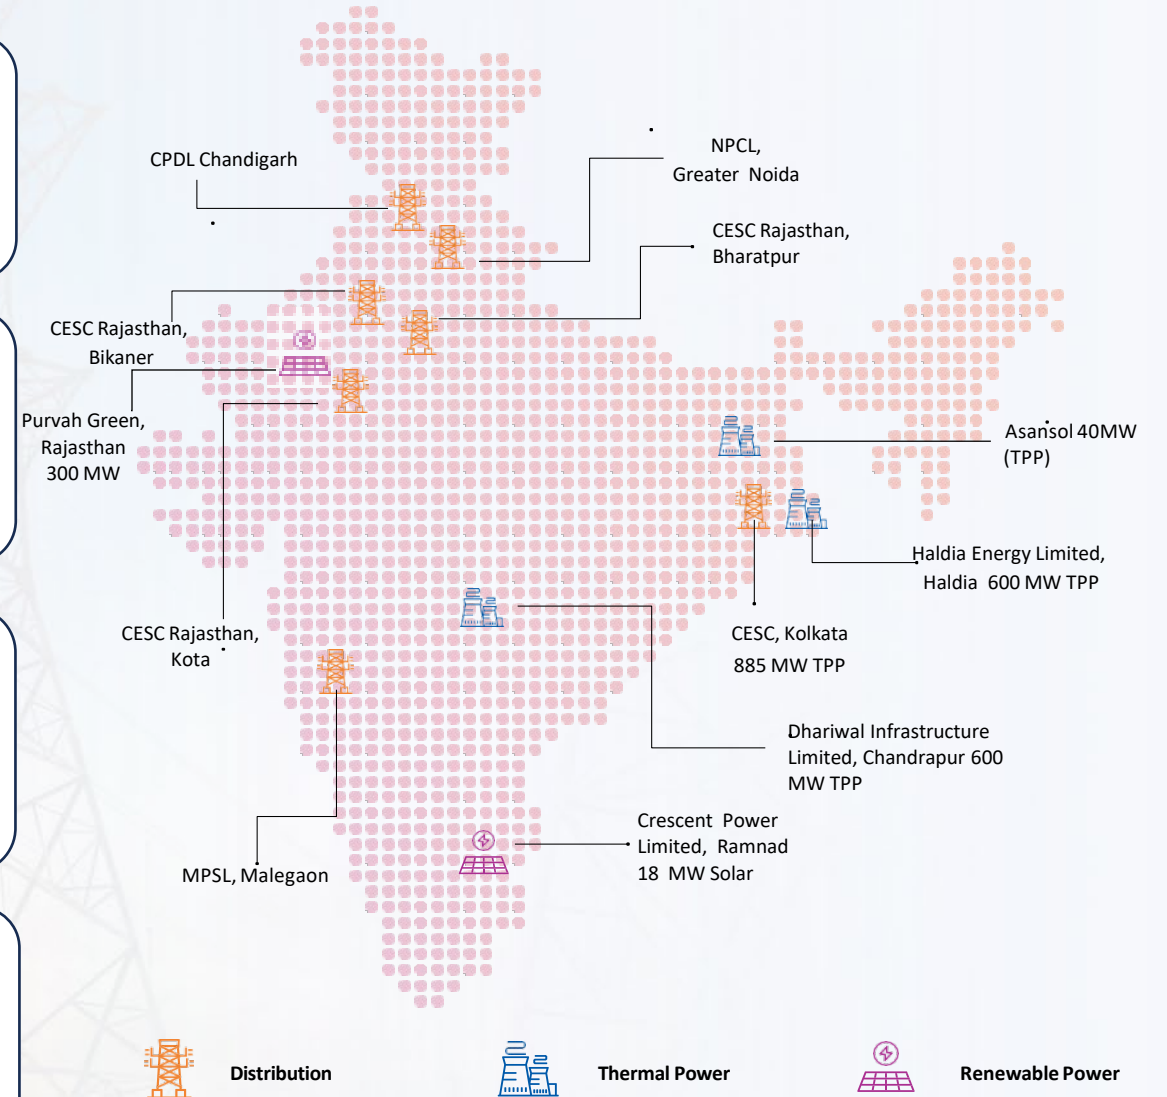 CPDL Chandigarh
NPCL,
Greater Noida
CESC Rajasthan,
Bharatpur
CESC Rajasthan,
Bikaner
Purvah Green,
Rajasthan
300 MW
Asansol 40MW
(TPP)
Haldia Energy Limited,
Haldia 600 MW TPP
CESC Rajasthan,
Kota
CESC, Kolkata
885 MW TPP
Dhariwal Infrastructure
Limited, Chandrapur 600
MW TPP
Crescent Power
Limited, Ramnad
18 MW Solar
MPSL, Malegaon
Distribution
Thermal Power
Renewable Power